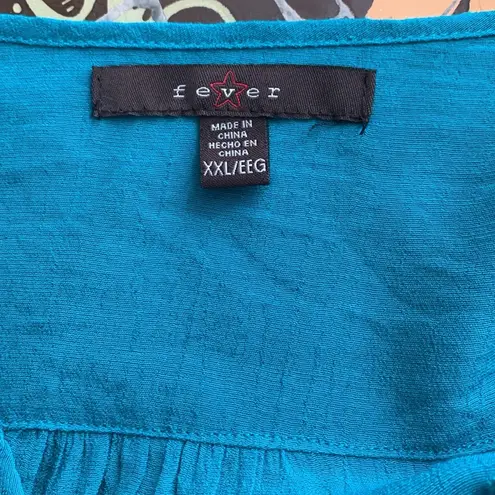 fever
MADE IN
CHINA
HECHO EN
CHINA
XXL/EEG